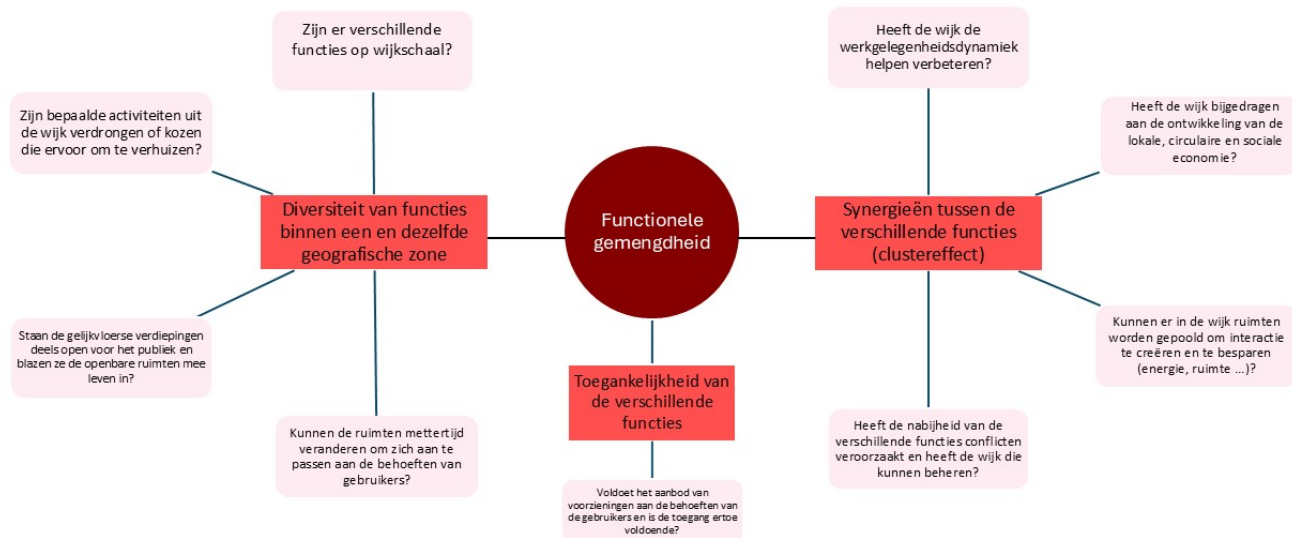 Zijn er verschillende
functies op wijkschaal?
Zijn bepaalde activiteiten uit
de wijk verdrongen of kozen
die ervoor om te verhuizen?
Diversiteit van functies
binnen een en dezelfde
geografische zone
Staan de gelijkvloerse verdiepingen
deels open voor het publiek en
blazen ze de openbare ruimten mee
leven in?
Kunnen de ruimten mettertijd
veranderen om zich aan te
passen aan de behoeften van
gebruikers?
Functionele
gemengdheid
Toegankelijkheid van
de verschillende
functies
Voldoet het aanbod van
voorzieningen aan de behoeften van
de gebruikers en is de toegang ertoe
voldoende?
Heeft de wijk de
werkgelegenheidsdynamiek
helpen verbeteren?
Heeft de wijk bijgedragen
aan de ontwikkeling van de
lokale, circulaire en sociale
economie?
Synergieën tussen de
verschillende functies
(clustereffect)
Kunnen er in de wijk ruimten
worden gepoold om interactie
te creëren en te besparen
(energie, ruimte ...)?
Heeft de nabijheid van de
verschillende functies conflicten
veroorzaakt en heeft de wijk die
kunnen beheren?